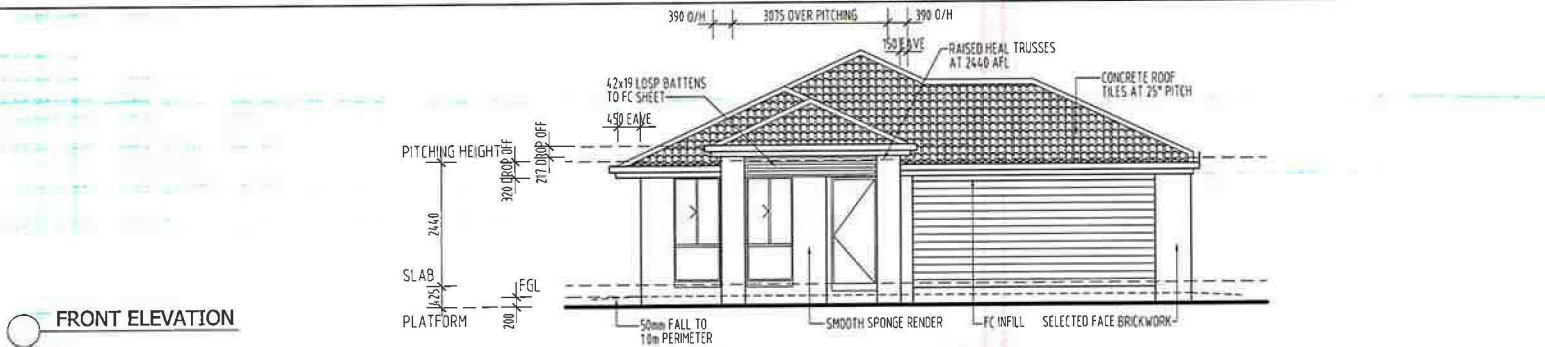 390 O/H 3075 OVER PITCHING 390 O/H
150 EAVE
RAISED HEAL TRUSSES
AT 2440 AFL
42x19 LOSP BATTENS
TO FC SHEET
CONCRETE ROOF
TILES AT 25° PITCH
450 EAVE
PITCHING HEIGHT
320 DROP OFF
217 DROP OFF
2440
SLAB
425
FGL
200
PLATFORM
FRONT ELEVATION
50mm FALL TO
10m PERIMETER
SMOOTH SPONGE RENDER
FC INFILL
SELECTED FACE BRICKWORK